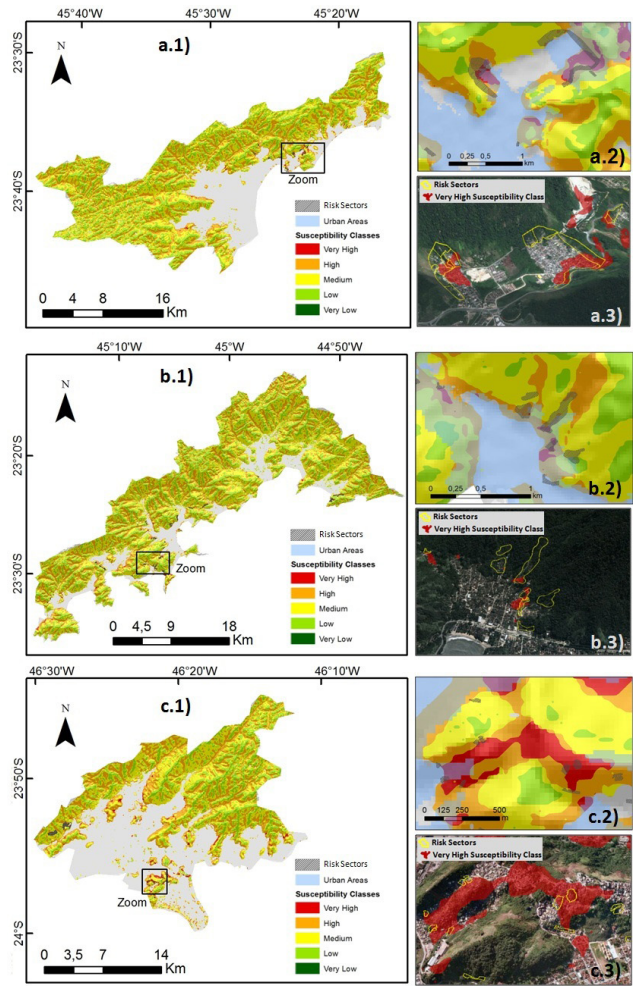 45°40'W
45°30'W
45°20'W
23°30'S
N
a.1)
23°40'S
Zoom
Risk Sectors
Urban Areas
Susceptibility Classes
Very High
High
Medium
Low
Very Low
0 4 8 16
Km
0 0,25 0,5 1
km
a.2)
Risk Sectors
Very High Susceptibility Class
a.3)
45°10'W
45°0'W
44°50'W
N
b.1)
23°20'S
23°30'S
Zoom
Risk Sectors
Urban Areas
Susceptibility Classes
Very High
High
Medium
Low
Very Low
0 4,5 9 18
Km
0 0,25 0,5 1
km
b.2)
Risk Sectors
Very High Susceptibility Class
b.3)
46°30'W
46°20'W
46°10'W
N
c.1)
23°50'S
24°S
Zoom
Risk Sectors
Urban Areas
Susceptibility Classes
Very High
High
Medium
Low
Very Low
0 3,5 7 14
Km
0 125 250 500
m
c.2)
Risk Sectors
Very High Susceptibility Class
c.3)